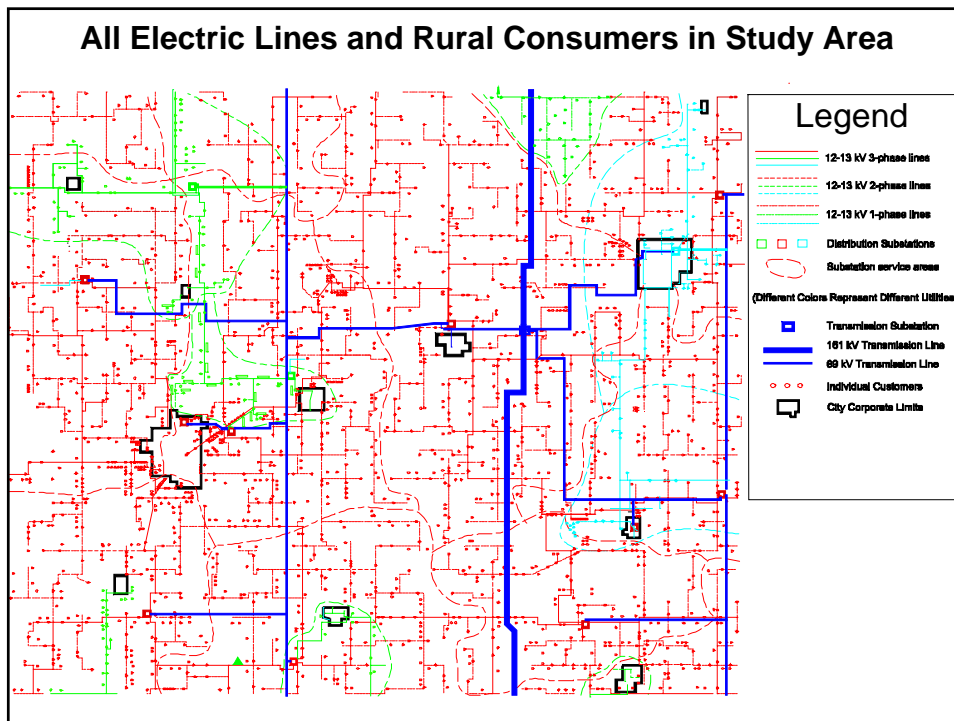 All Electric Lines and Rural Consumers in Study Area
Legend
12-13 kV 3-phase lines
12-13 kV 2-phase lines
12-13 kV 1-phase lines
Distribution Substations
Substation service areas
(Different Colors Represent Different Utilities
Transmission Substation
161 kV Transmission Line
69 kV Transmission Line
Individual Customers
City Corporate Limits